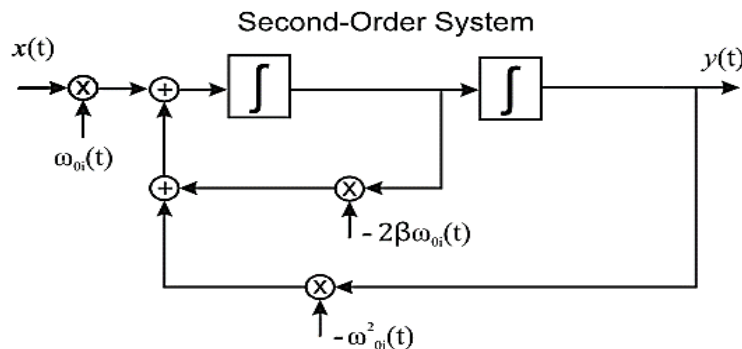 Second-Order System
x(t)
y(t)
x
+
∫
∫
ω₀ᵢ(t)
+
x
- 2βω₀ᵢ(t)
x
-ω²₀ᵢ(t)